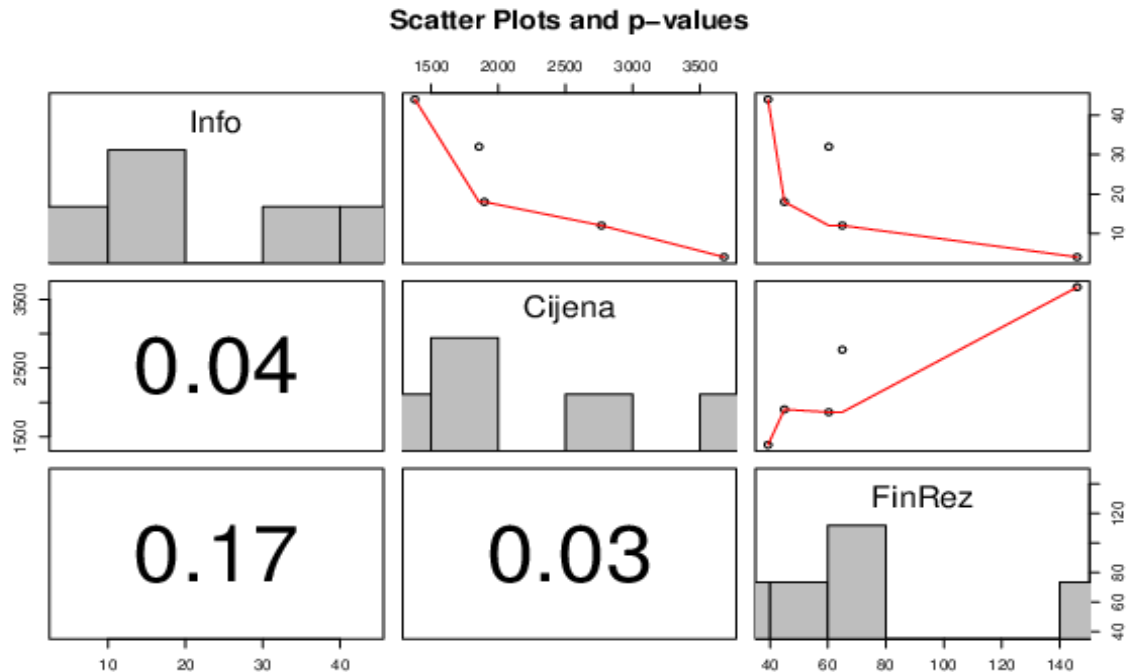 Scatter Plots and p−values
1500 2000 2500 3000 3500
Info
10 20 30 40
1500 2500 3500
0.04
Cijena
0.17
0.03
FinRez
40 60 80 120
10 20 30 40
40 60 80 100 120 140